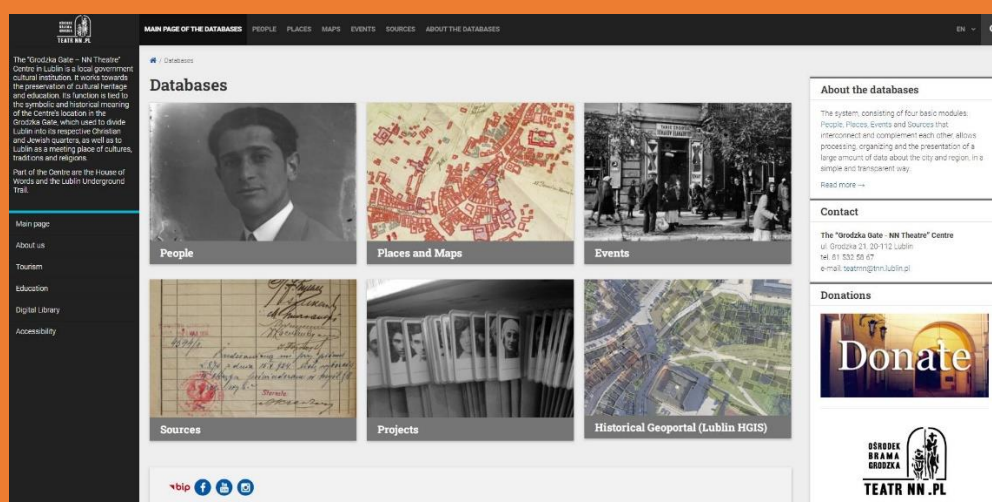 OŚRODEK
BRAMA
GRODZKA
TEATR NN .PL
MAIN PAGE OF THE DATABASES PEOPLE PLACES MAPS EVENTS SOURCES ABOUT THE DATABASES
EN
The "Grodzka Gate – NN Theatre"
Centre in Lublin is a local government
cultural institution. It works towards
the preservation of cultural heritage
and education. Its function is tied to
the symbolic and historical meaning
of the Centre's location in the
Grodzka Gate, which used to divide
Lublin into its respective Christian
and Jewish quarters, as well as to
Lublin as a meeting place of cultures,
traditions and religions.
Part of the Centre are the House of
Words and the Lublin Underground
Trail.
Main page
About us
Tourism
Education
Digital Library
Accessibility
/ Databases
Databases
People
Places and Maps
Events
Sources
Projects
Historical Geoportal (Lublin HGIS)
bip
About the databases
The system, consisting of four basic modules:
People, Places, Events and Sources that
interconnect and complement each other, allows
processing, organizing and the presentation of a
large amount of data about the city and region, in a
simple and transparent way.
Read more →
Contact
The "Grodzka Gate - NN Theatre" Centre
ul. Grodzka 21, 20-112 Lublin
tel. 81 532 58 67
e-mail: teatrnn@tnn.lublin.pl
Donations
Donate
OŚRODEK
BRAMA
GRODZKA
TEATR NN .PL